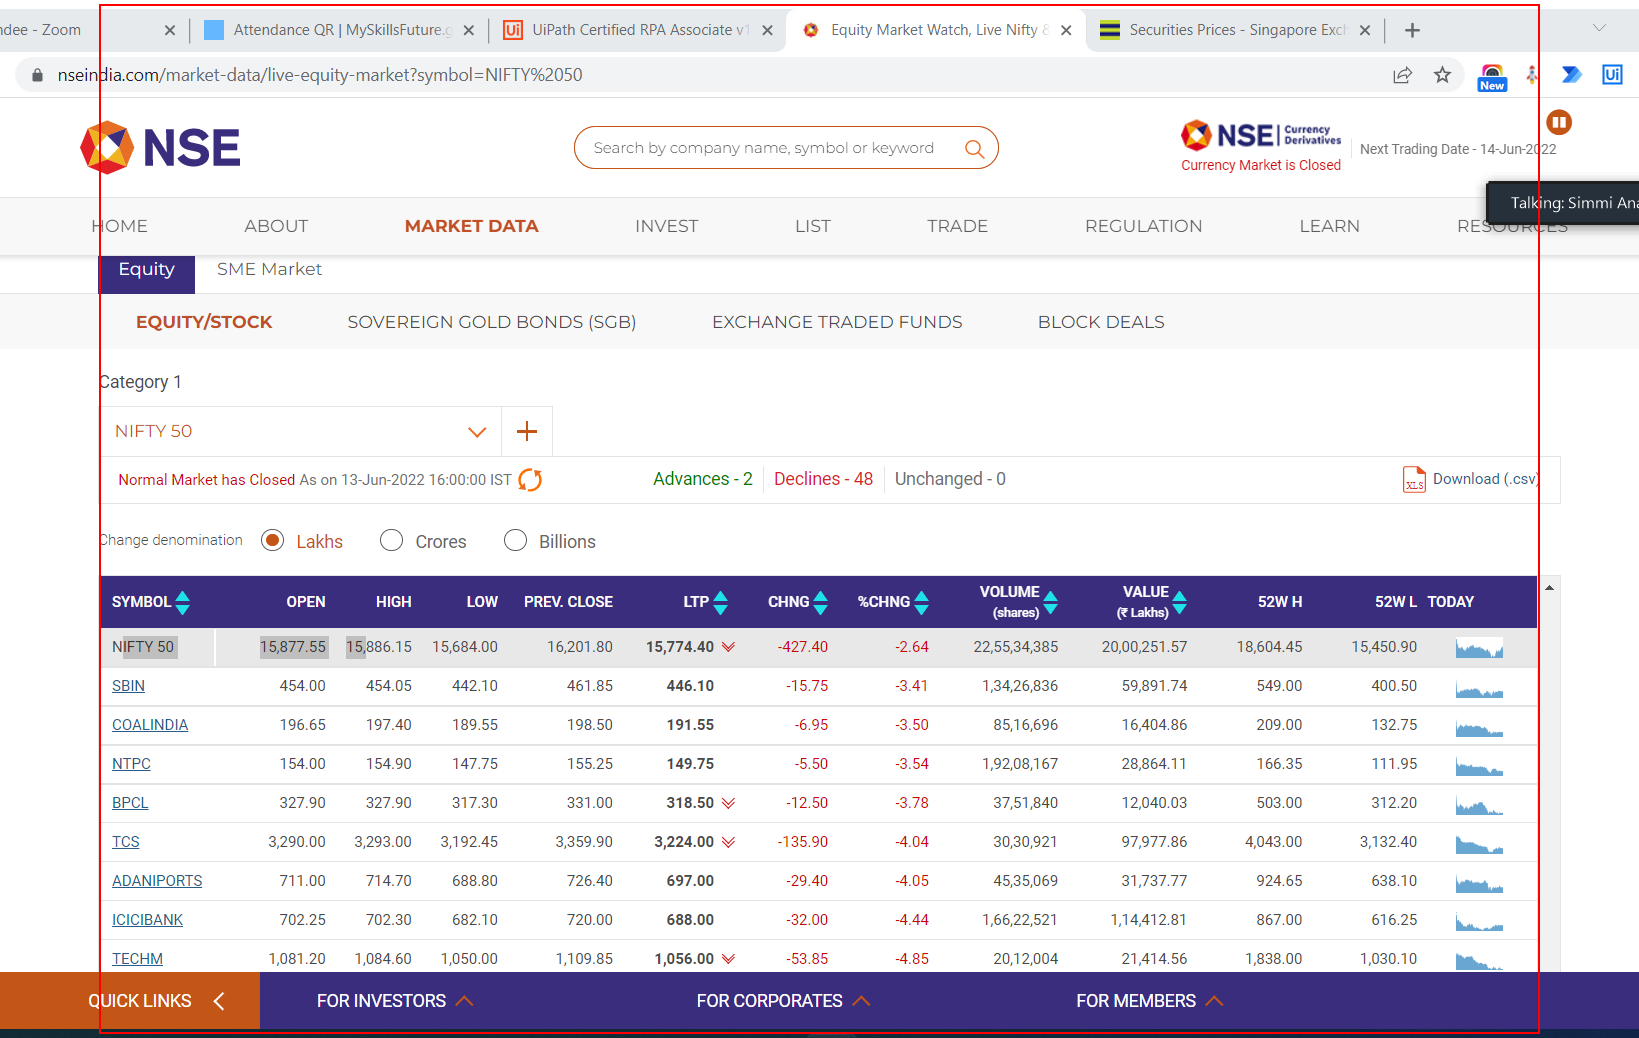 ndee - Zoom
Attendance QR | MySkillsFuture.g
UiPath Certified RPA Associate v1
Equity Market Watch, Live Nifty &
Securities Prices - Singapore Exch
nseindia.com/market-data/live-equity-market?symbol=NIFTY%2050
New
Ui
NSE
Search by company name, symbol or keyword
NSE | Currency Derivatives
Currency Market is Closed
Next Trading Date - 14-Jun-2022
Talking: Simmi Ana
HOME ABOUT MARKET DATA INVEST LIST TRADE REGULATION LEARN RESOURCES
Equity SME Market
EQUITY/STOCK SOVEREIGN GOLD BONDS (SGB) EXCHANGE TRADED FUNDS BLOCK DEALS
Category 1
NIFTY 50
Normal Market has Closed As on 13-Jun-2022 16:00:00 IST Advances - 2 Declines - 48 Unchanged - 0 XLS Download (.csv)
Change denomination Lakhs Crores Billions
SYMBOL OPEN HIGH LOW PREV. CLOSE LTP CHNG %CHNG VOLUME (shares) VALUE (₹ Lakhs) 52W H 52W L TODAY
NIFTY 50 15,877.55 15,886.15 15,684.00 16,201.80 15,774.40 -427.40 -2.64 22,55,34,385 20,00,251.57 18,604.45 15,450.90
SBIN 454.00 454.05 442.10 461.85 446.10 -15.75 -3.41 1,34,26,836 59,891.74 549.00 400.50
COALINDIA 196.65 197.40 189.55 198.50 191.55 -6.95 -3.50 85,16,696 16,404.86 209.00 132.75
NTPC 154.00 154.90 147.75 155.25 149.75 -5.50 -3.54 1,92,08,167 28,864.11 166.35 111.95
BPCL 327.90 327.90 317.30 331.00 318.50 -12.50 -3.78 37,51,840 12,040.03 503.00 312.20
TCS 3,290.00 3,293.00 3,192.45 3,359.90 3,224.00 -135.90 -4.04 30,30,921 97,977.86 4,043.00 3,132.40
ADANIPORTS 711.00 714.70 688.80 726.40 697.00 -29.40 -4.05 45,35,069 31,737.77 924.65 638.10
ICICIBANK 702.25 702.30 682.10 720.00 688.00 -32.00 -4.44 1,66,22,521 1,14,412.81 867.00 616.25
TECHM 1,081.20 1,084.60 1,050.00 1,109.85 1,056.00 -53.85 -4.85 20,12,004 21,414.56 1,838.00 1,030.10
QUICK LINKS FOR INVESTORS FOR CORPORATES FOR MEMBERS